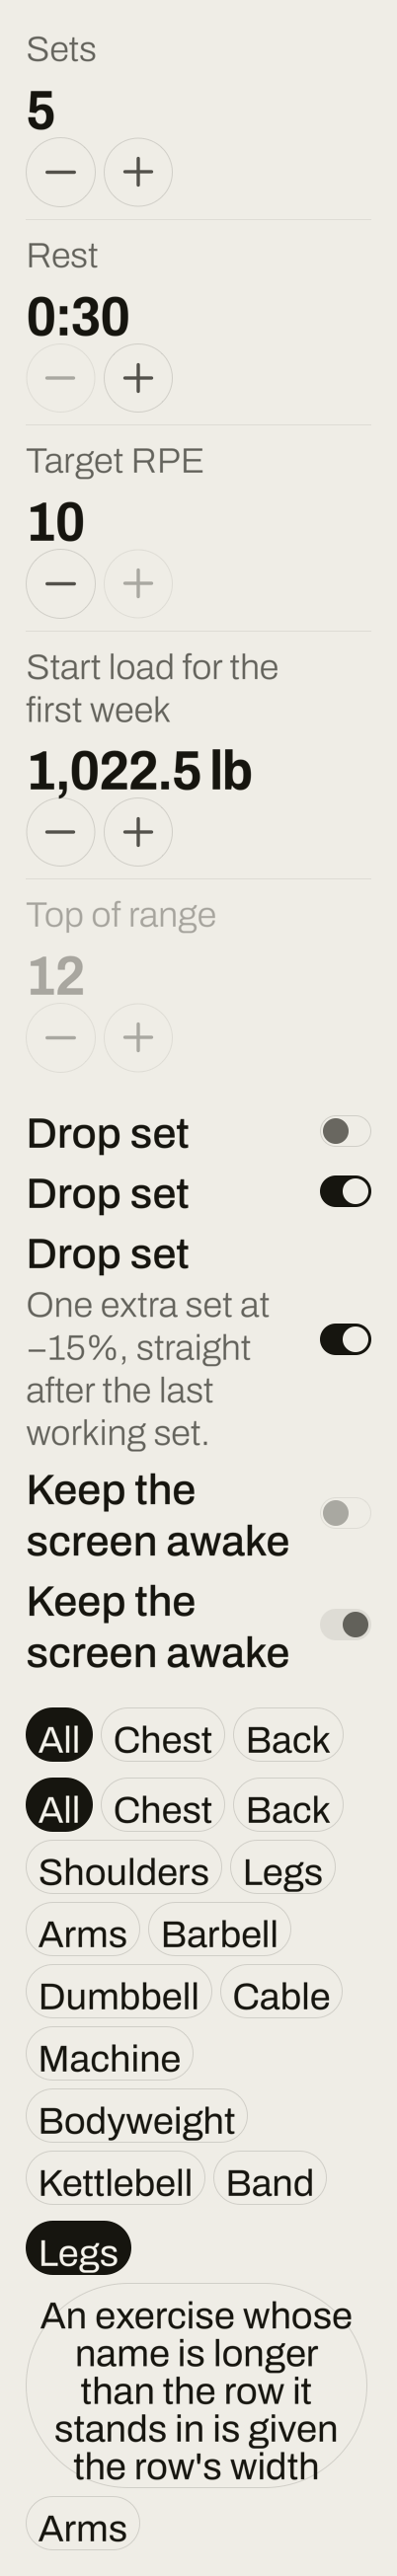 Sets
5
Rest
0:30
Target RPE
10
Start load for the
first week
1,022.5 lb
Top of range
12
Drop set
Drop set
Drop set
One extra set at
−15%, straight
after the last
working set.
Keep the
screen awake
Keep the
screen awake
All Chest Back
All Chest Back
Shoulders Legs
Arms Barbell
Dumbbell Cable
Machine
Bodyweight
Kettlebell Band
Legs
An exercise whose
name is longer
than the row it
stands in is given
the row's width
Arms